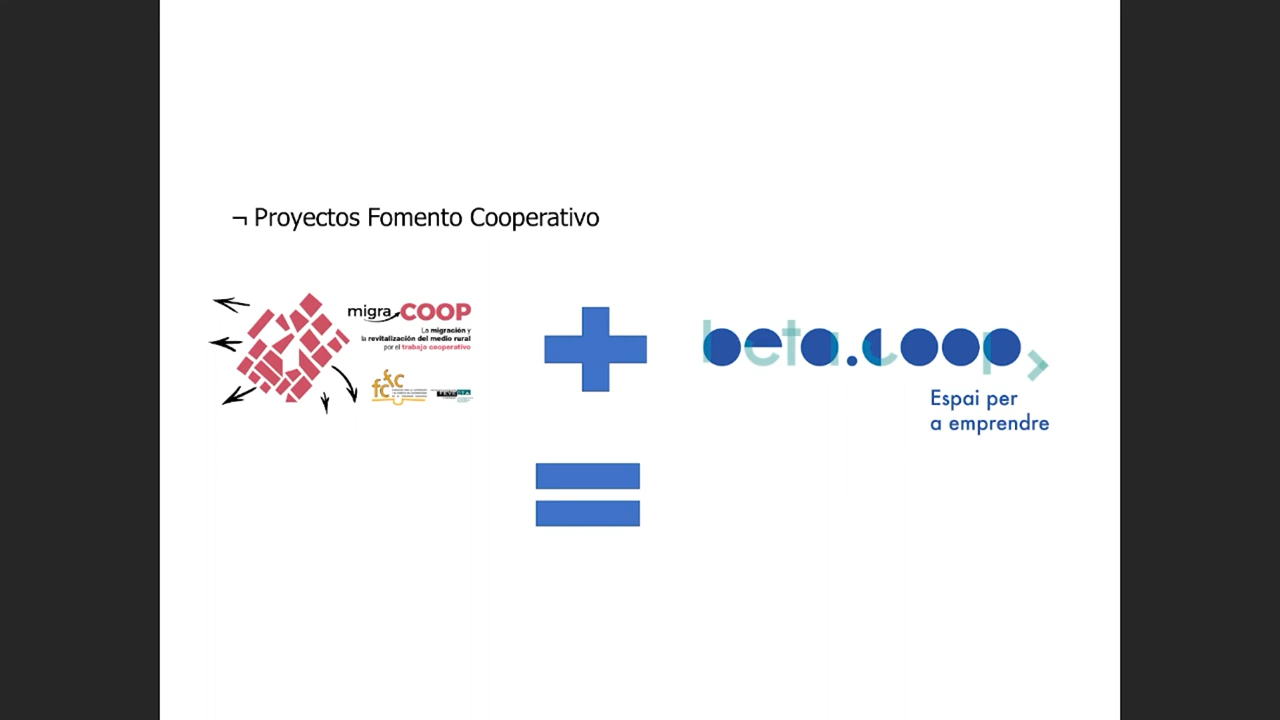 ¬ Proyectos Fomento Cooperativo
migra COOP
La migración y
la revitalización del medio rural
por el trabajo cooperativo
beta.coop
Espai per
a emprendre